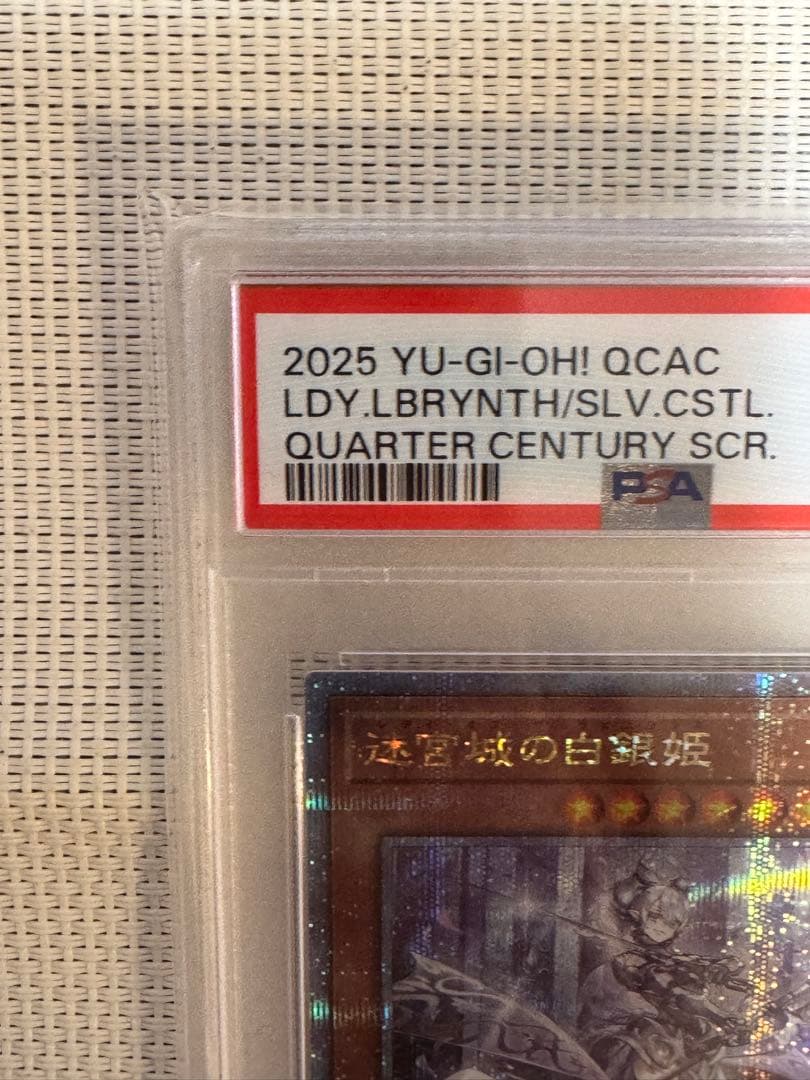 2025 YU-GI-OH! QCAC
LDY.LBRYNTH/SLV.CSTL.
QUARTER CENTURY SCR.
PSA
迷宮城の白銀姫